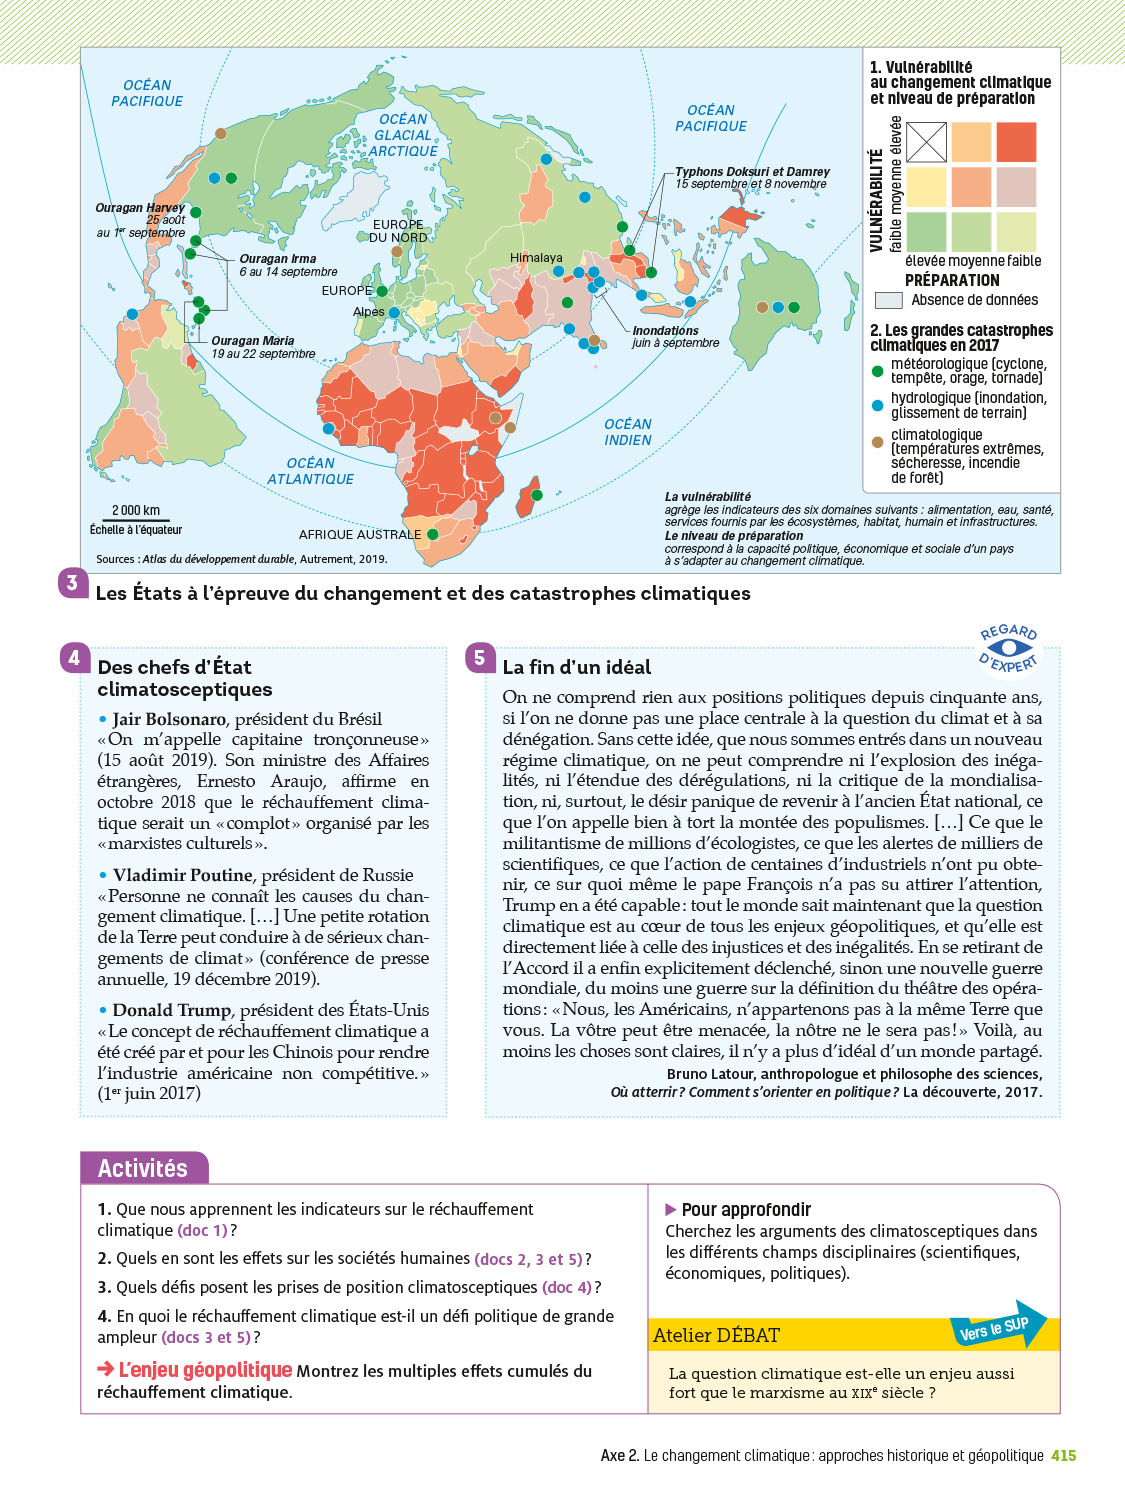 OCÉAN
PACIFIQUE
OCÉAN
GLACIAL
ARCTIQUE
OCÉAN
PACIFIQUE
Typhons Doksuri et Damrey
15 septembre et 8 novembre
Ouragan Harvey
25 août
au 1er septembre
EUROPE
DU NORD
Ouragan Irma
6 au 14 septembre
Himalaya
EUROPE
Alpes
Ouragan Maria
19 au 22 septembre
Inondations
juin à septembre
OCÉAN
INDIEN
OCÉAN
ATLANTIQUE
2 000 km
Échelle à l'équateur
AFRIQUE AUSTRALE
Sources : Atlas du développement durable, Autrement, 2019.
La vulnérabilité
agrège les indicateurs des six domaines suivants : alimentation, eau, santé,
services fournis par les écosystèmes, habitat, humain et infrastructures.
Le niveau de préparation
correspond à la capacité politique, économique et sociale d'un pays
à s'adapter au changement climatique.
1. Vulnérabilité
au changement climatique
et niveau de préparation
VULNÉRABILITÉ
faible moyenne élevée
élevée moyenne faible
PRÉPARATION
Absence de données
2. Les grandes catastrophes
climatiques en 2017
météorologique (cyclone,
tempête, orage, tornade)
hydrologique (inondation,
glissement de terrain)
climatologique
(températures extrêmes,
sécheresse, incendie
de forêt)
3 Les États à l'épreuve du changement et des catastrophes climatiques
4 Des chefs d'État
climatosceptiques
• Jair Bolsonaro, président du Brésil
«On m'appelle capitaine tronçonneuse»
(15 août 2019). Son ministre des Affaires
étrangères, Ernesto Araujo, affirme en
octobre 2018 que le réchauffement clima-
tique serait un «complot» organisé par les
«marxistes culturels».
• Vladimir Poutine, président de Russie
«Personne ne connaît les causes du chan-
gement climatique. […] Une petite rotation
de la Terre peut conduire à de sérieux chan-
gements de climat» (conférence de presse
annuelle, 19 décembre 2019).
• Donald Trump, président des États-Unis
«Le concept de réchauffement climatique a
été créé par et pour les Chinois pour rendre
l'industrie américaine non compétitive.»
(1er juin 2017)
REGARD
D'EXPERT
5 La fin d'un idéal
On ne comprend rien aux positions politiques depuis cinquante ans,
si l'on ne donne pas une place centrale à la question du climat et à sa
dénégation. Sans cette idée, que nous sommes entrés dans un nouveau
régime climatique, on ne peut comprendre ni l'explosion des inéga-
lités, ni l'étendue des dérégulations, ni la critique de la mondialisa-
tion, ni, surtout, le désir panique de revenir à l'ancien État national, ce
que l'on appelle bien à tort la montée des populismes. […] Ce que le
militantisme de millions d'écologistes, ce que les alertes de milliers de
scientifiques, ce que l'action de centaines d'industriels n'ont pu obte-
nir, ce sur quoi même le pape François n'a pas su attirer l'attention,
Trump en a été capable : tout le monde sait maintenant que la question
climatique est au cœur de tous les enjeux géopolitiques, et qu'elle est
directement liée à celle des injustices et des inégalités. En se retirant de
l'Accord il a enfin explicitement déclenché, sinon une nouvelle guerre
mondiale, du moins une guerre sur la définition du théâtre des opéra-
tions : «Nous, les Américains, n'appartenons pas à la même Terre que
vous. La vôtre peut être menacée, la nôtre ne le sera pas!» Voilà, au
moins les choses sont claires, il n'y a plus d'idéal d'un monde partagé.
Bruno Latour, anthropologue et philosophe des sciences,
Où atterrir ? Comment s'orienter en politique ? La découverte, 2017.
Activités
1. Que nous apprennent les indicateurs sur le réchauffement
climatique (doc 1) ?
2. Quels en sont les effets sur les sociétés humaines (docs 2, 3 et 5) ?
3. Quels défis posent les prises de position climatosceptiques (doc 4) ?
4. En quoi le réchauffement climatique est-il un défi politique de grande
ampleur (docs 3 et 5) ?
➔ L'enjeu géopolitique Montrez les multiples effets cumulés du
réchauffement climatique.
▶ Pour approfondir
Cherchez les arguments des climatosceptiques dans
les différents champs disciplinaires (scientifiques,
économiques, politiques).
Atelier DÉBAT
Vers le SUP
La question climatique est-elle un enjeu aussi
fort que le marxisme au XIXe siècle ?
Axe 2. Le changement climatique : approches historique et géopolitique 415